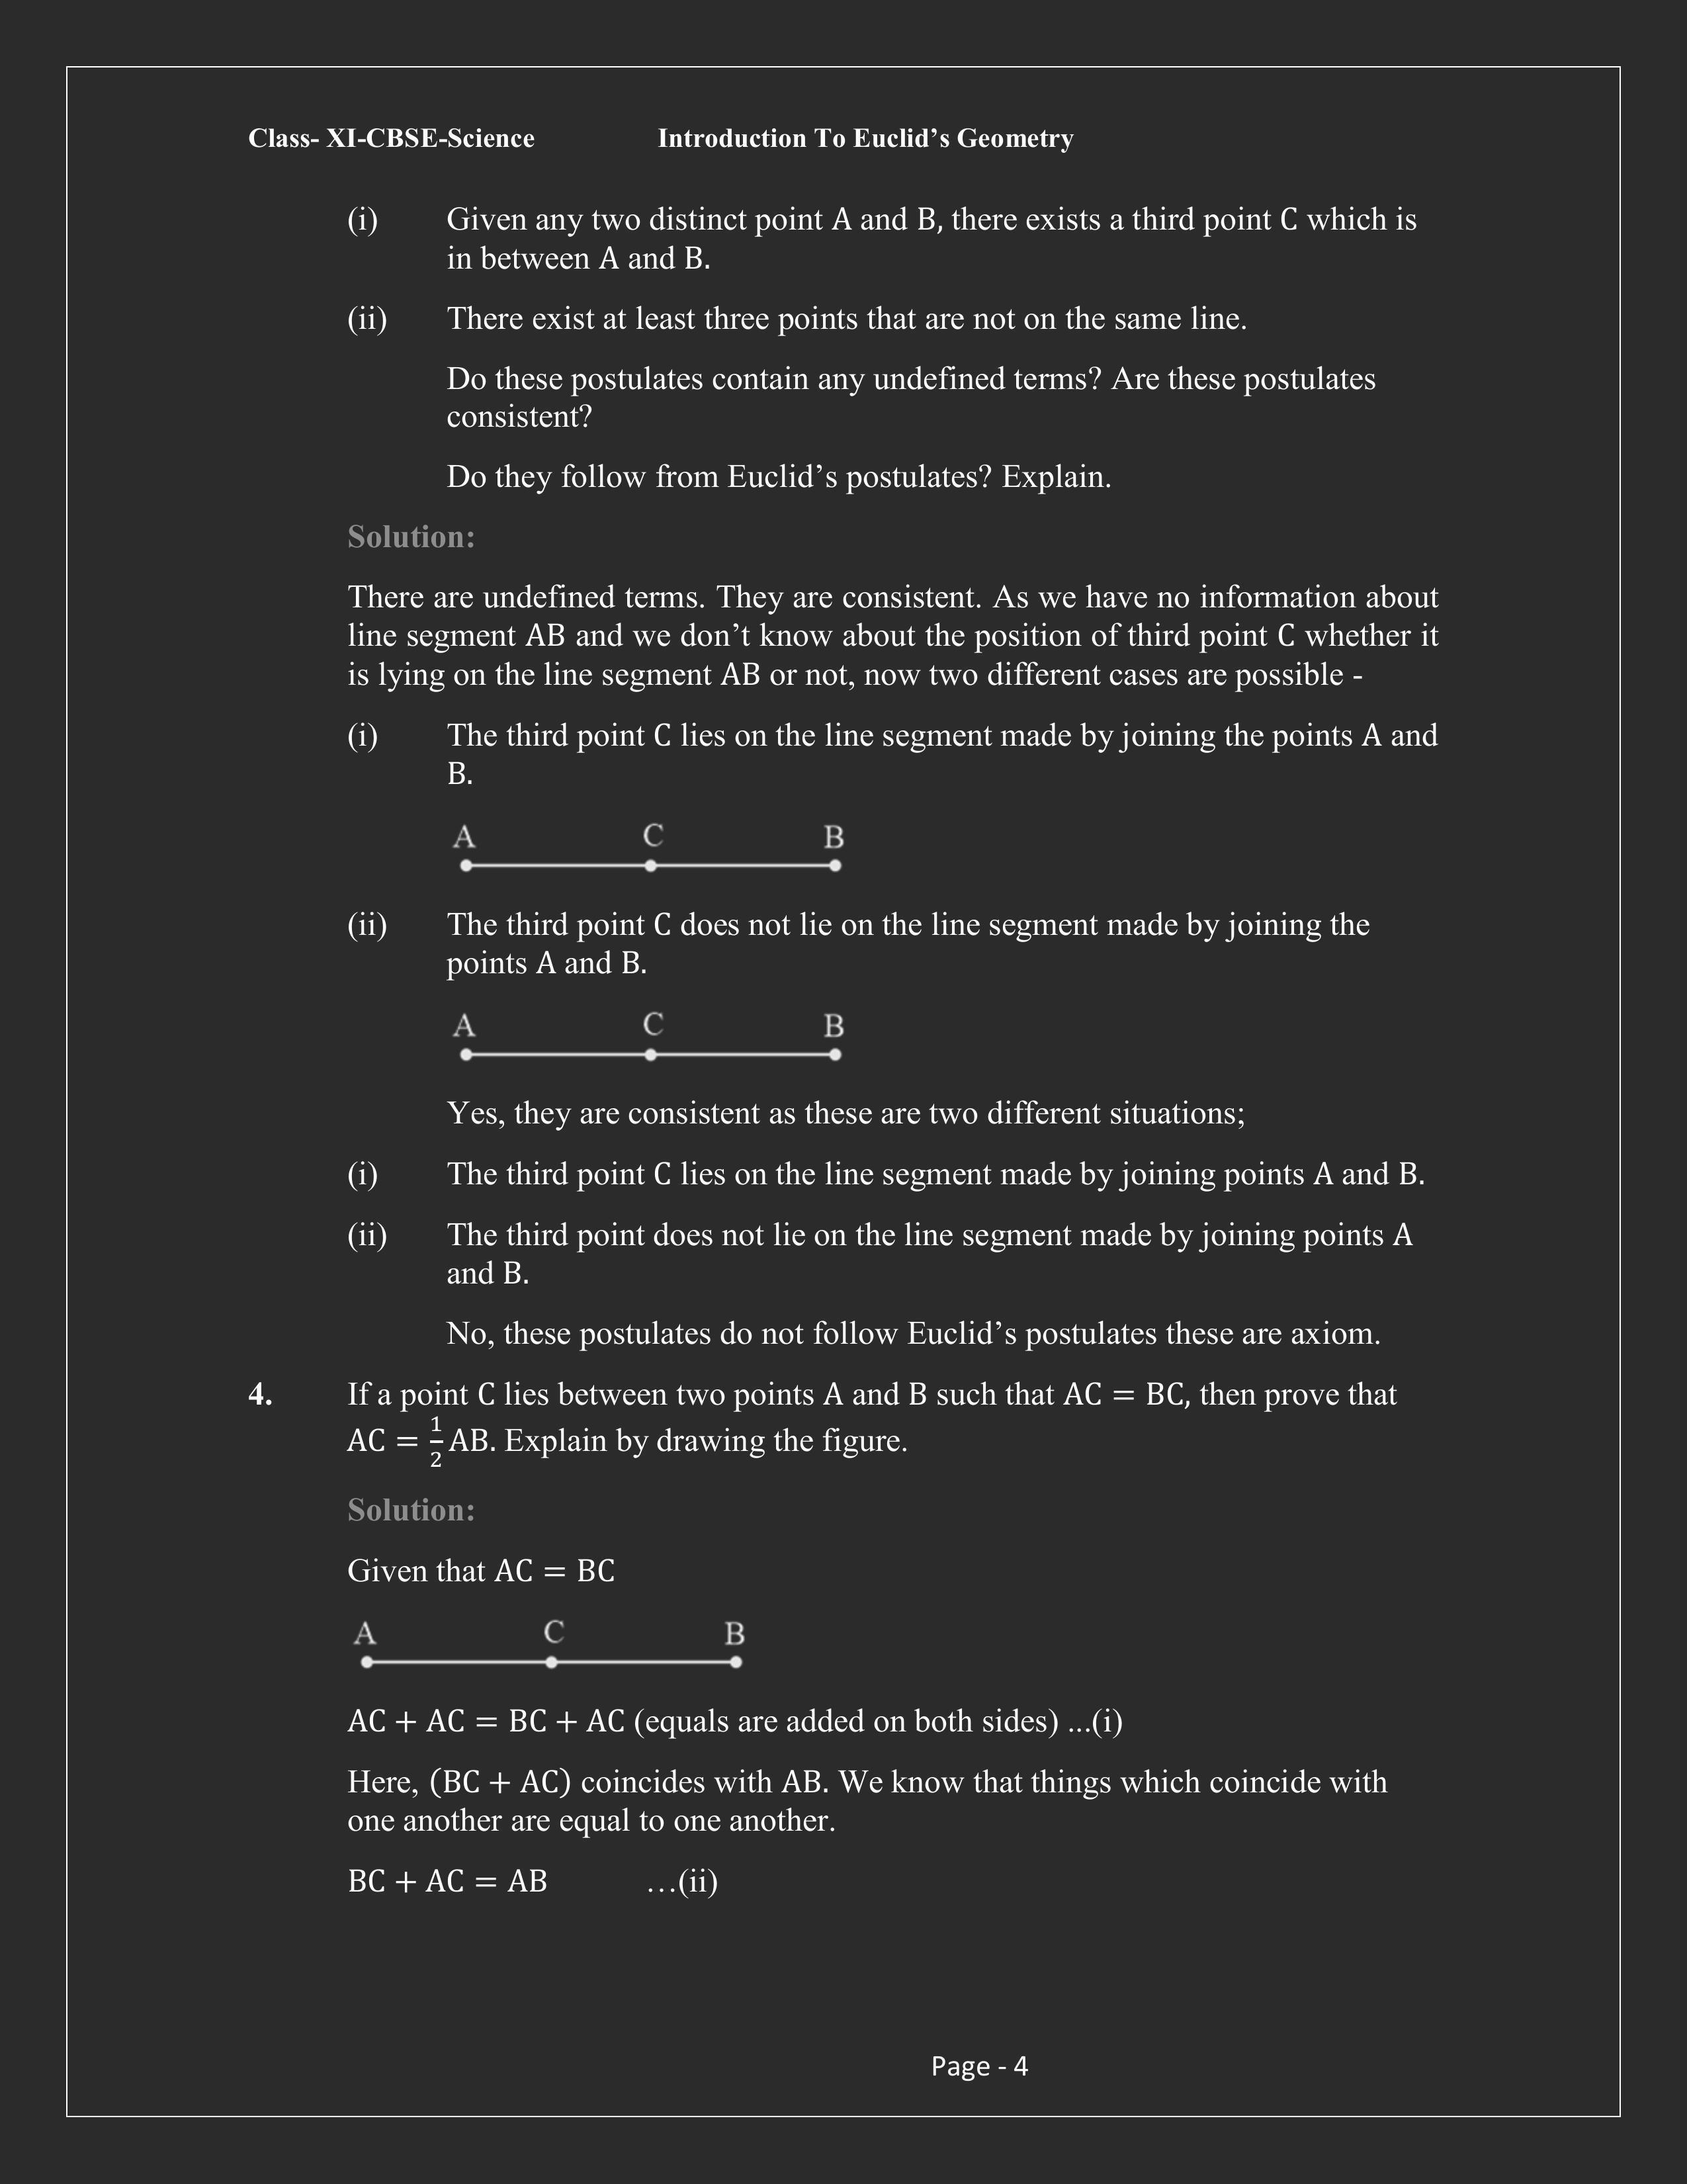 Class- XI-CBSE-Science Introduction To Euclid’s Geometry
(i) Given any two distinct point A and B, there exists a third point C which is
in between A and B.
(ii) There exist at least three points that are not on the same line.
Do these postulates contain any undefined terms? Are these postulates
consistent?
Do they follow from Euclid’s postulates? Explain.
Solution:
There are undefined terms. They are consistent. As we have no information about
line segment AB and we don’t know about the position of third point C whether it
is lying on the line segment AB or not, now two different cases are possible -
(i) The third point C lies on the line segment made by joining the points A and
B.
A C B
(ii) The third point C does not lie on the line segment made by joining the
points A and B.
A C B
Yes, they are consistent as these are two different situations;
(i) The third point C lies on the line segment made by joining points A and B.
(ii) The third point does not lie on the line segment made by joining points A
and B.
No, these postulates do not follow Euclid’s postulates these are axiom.
4. If a point C lies between two points A and B such that AC = BC, then prove that
AC = 1/2 AB. Explain by drawing the figure.
Solution:
Given that AC = BC
A C B
AC + AC = BC + AC (equals are added on both sides) ...(i)
Here, (BC + AC) coincides with AB. We know that things which coincide with
one another are equal to one another.
BC + AC = AB …(ii)
Page - 4